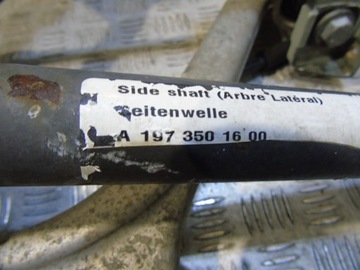 Side shaft (Arbre Latéral)
Seitenwelle
A 197 350 16 00